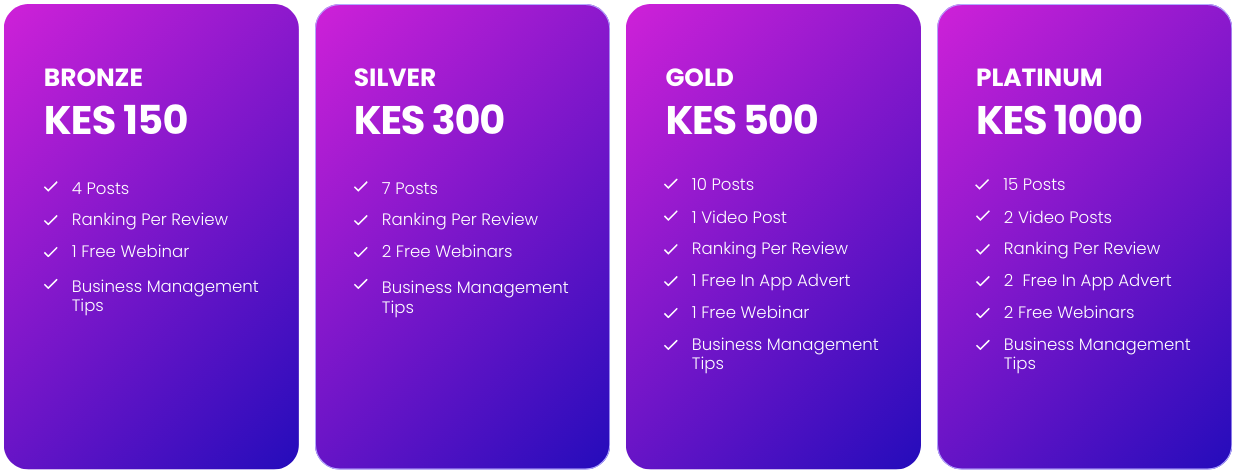 BRONZE
KES 150
4 Posts
Ranking Per Review
1 Free Webinar
Business Management
Tips
SILVER
KES 300
7 Posts
Ranking Per Review
2 Free Webinars
Business Management
Tips
GOLD
KES 500
10 Posts
1 Video Post
Ranking Per Review
1 Free In App Advert
1 Free Webinar
Business Management
Tips
PLATINUM
KES 1000
15 Posts
2 Video Posts
Ranking Per Review
2  Free In App Advert
2 Free Webinars
Business Management
Tips